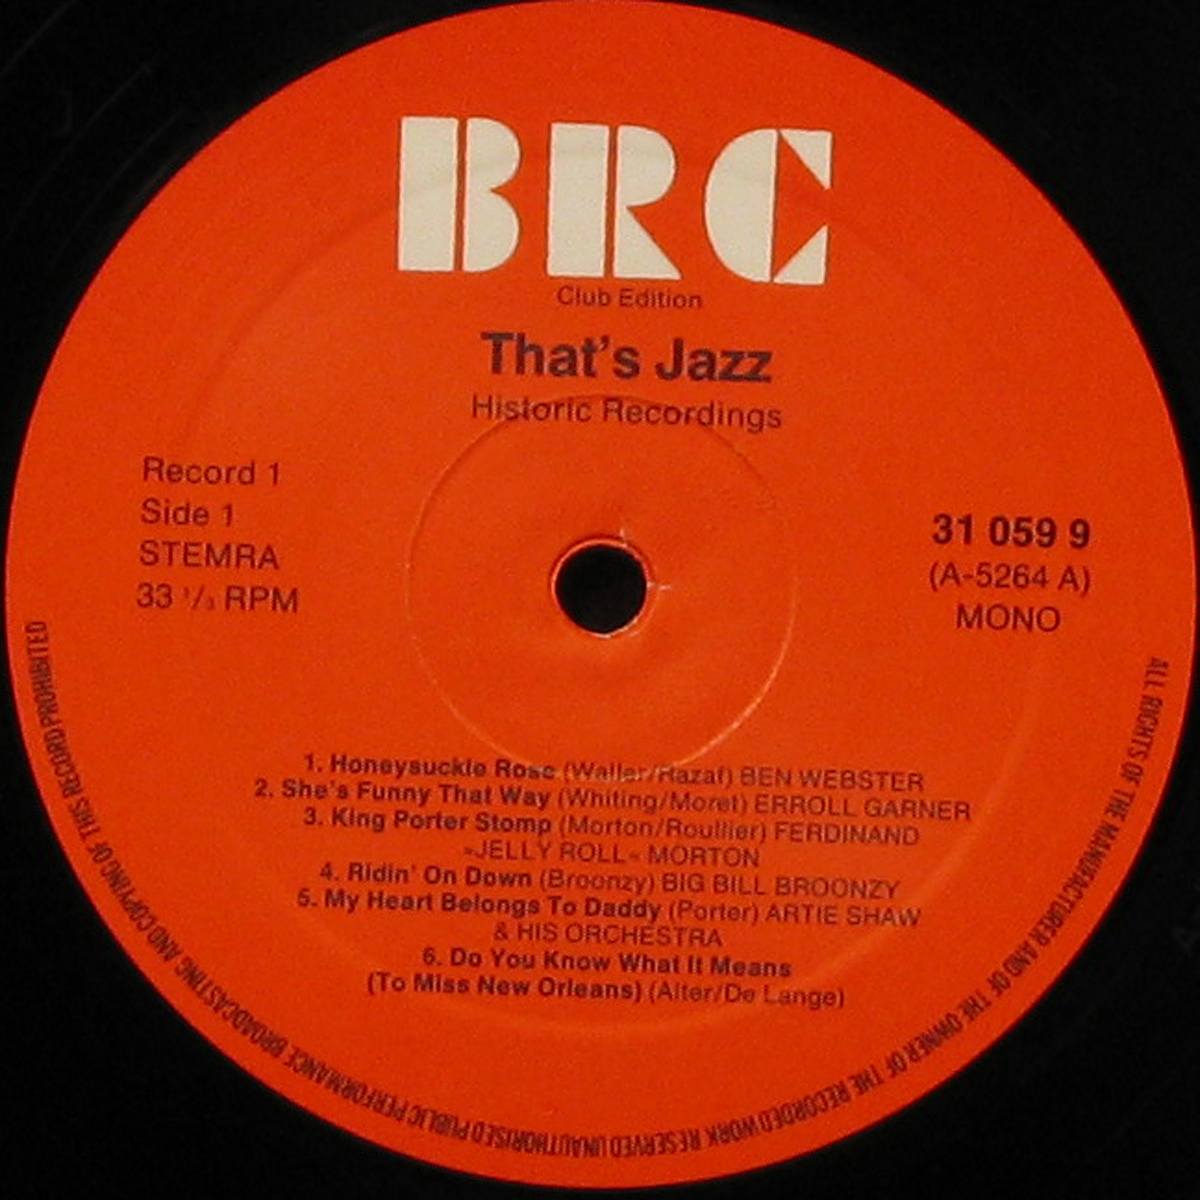 BRC
Club Edition
That's Jazz
Historic Recordings
Record 1
Side 1
STEMRA
33 1/3 RPM
31 059 9
(A-5264 A)
MONO
1. Honeysuckle Rose (Waller/Razaf) BEN WEBSTER
2. She's Funny That Way (Whiting/Moret) ERROLL GARNER
3. King Porter Stomp (Morton/Roullier) FERDINAND
»JELLY ROLL« MORTON
4. Ridin' On Down (Broonzy) BIG BILL BROONZY
5. My Heart Belongs To Daddy (Porter) ARTIE SHAW
& HIS ORCHESTRA
6. Do You Know What It Means
(To Miss New Orleans) (Alter/De Lange)
ALL RIGHTS OF THE MANUFACTURER AND OF THE OWNER OF THE RECORDED WORK RESERVED UNAUTHORISED PUBLIC PERFORMANCE BROADCASTING AND COPYING OF THIS RECORD PROHIBITED